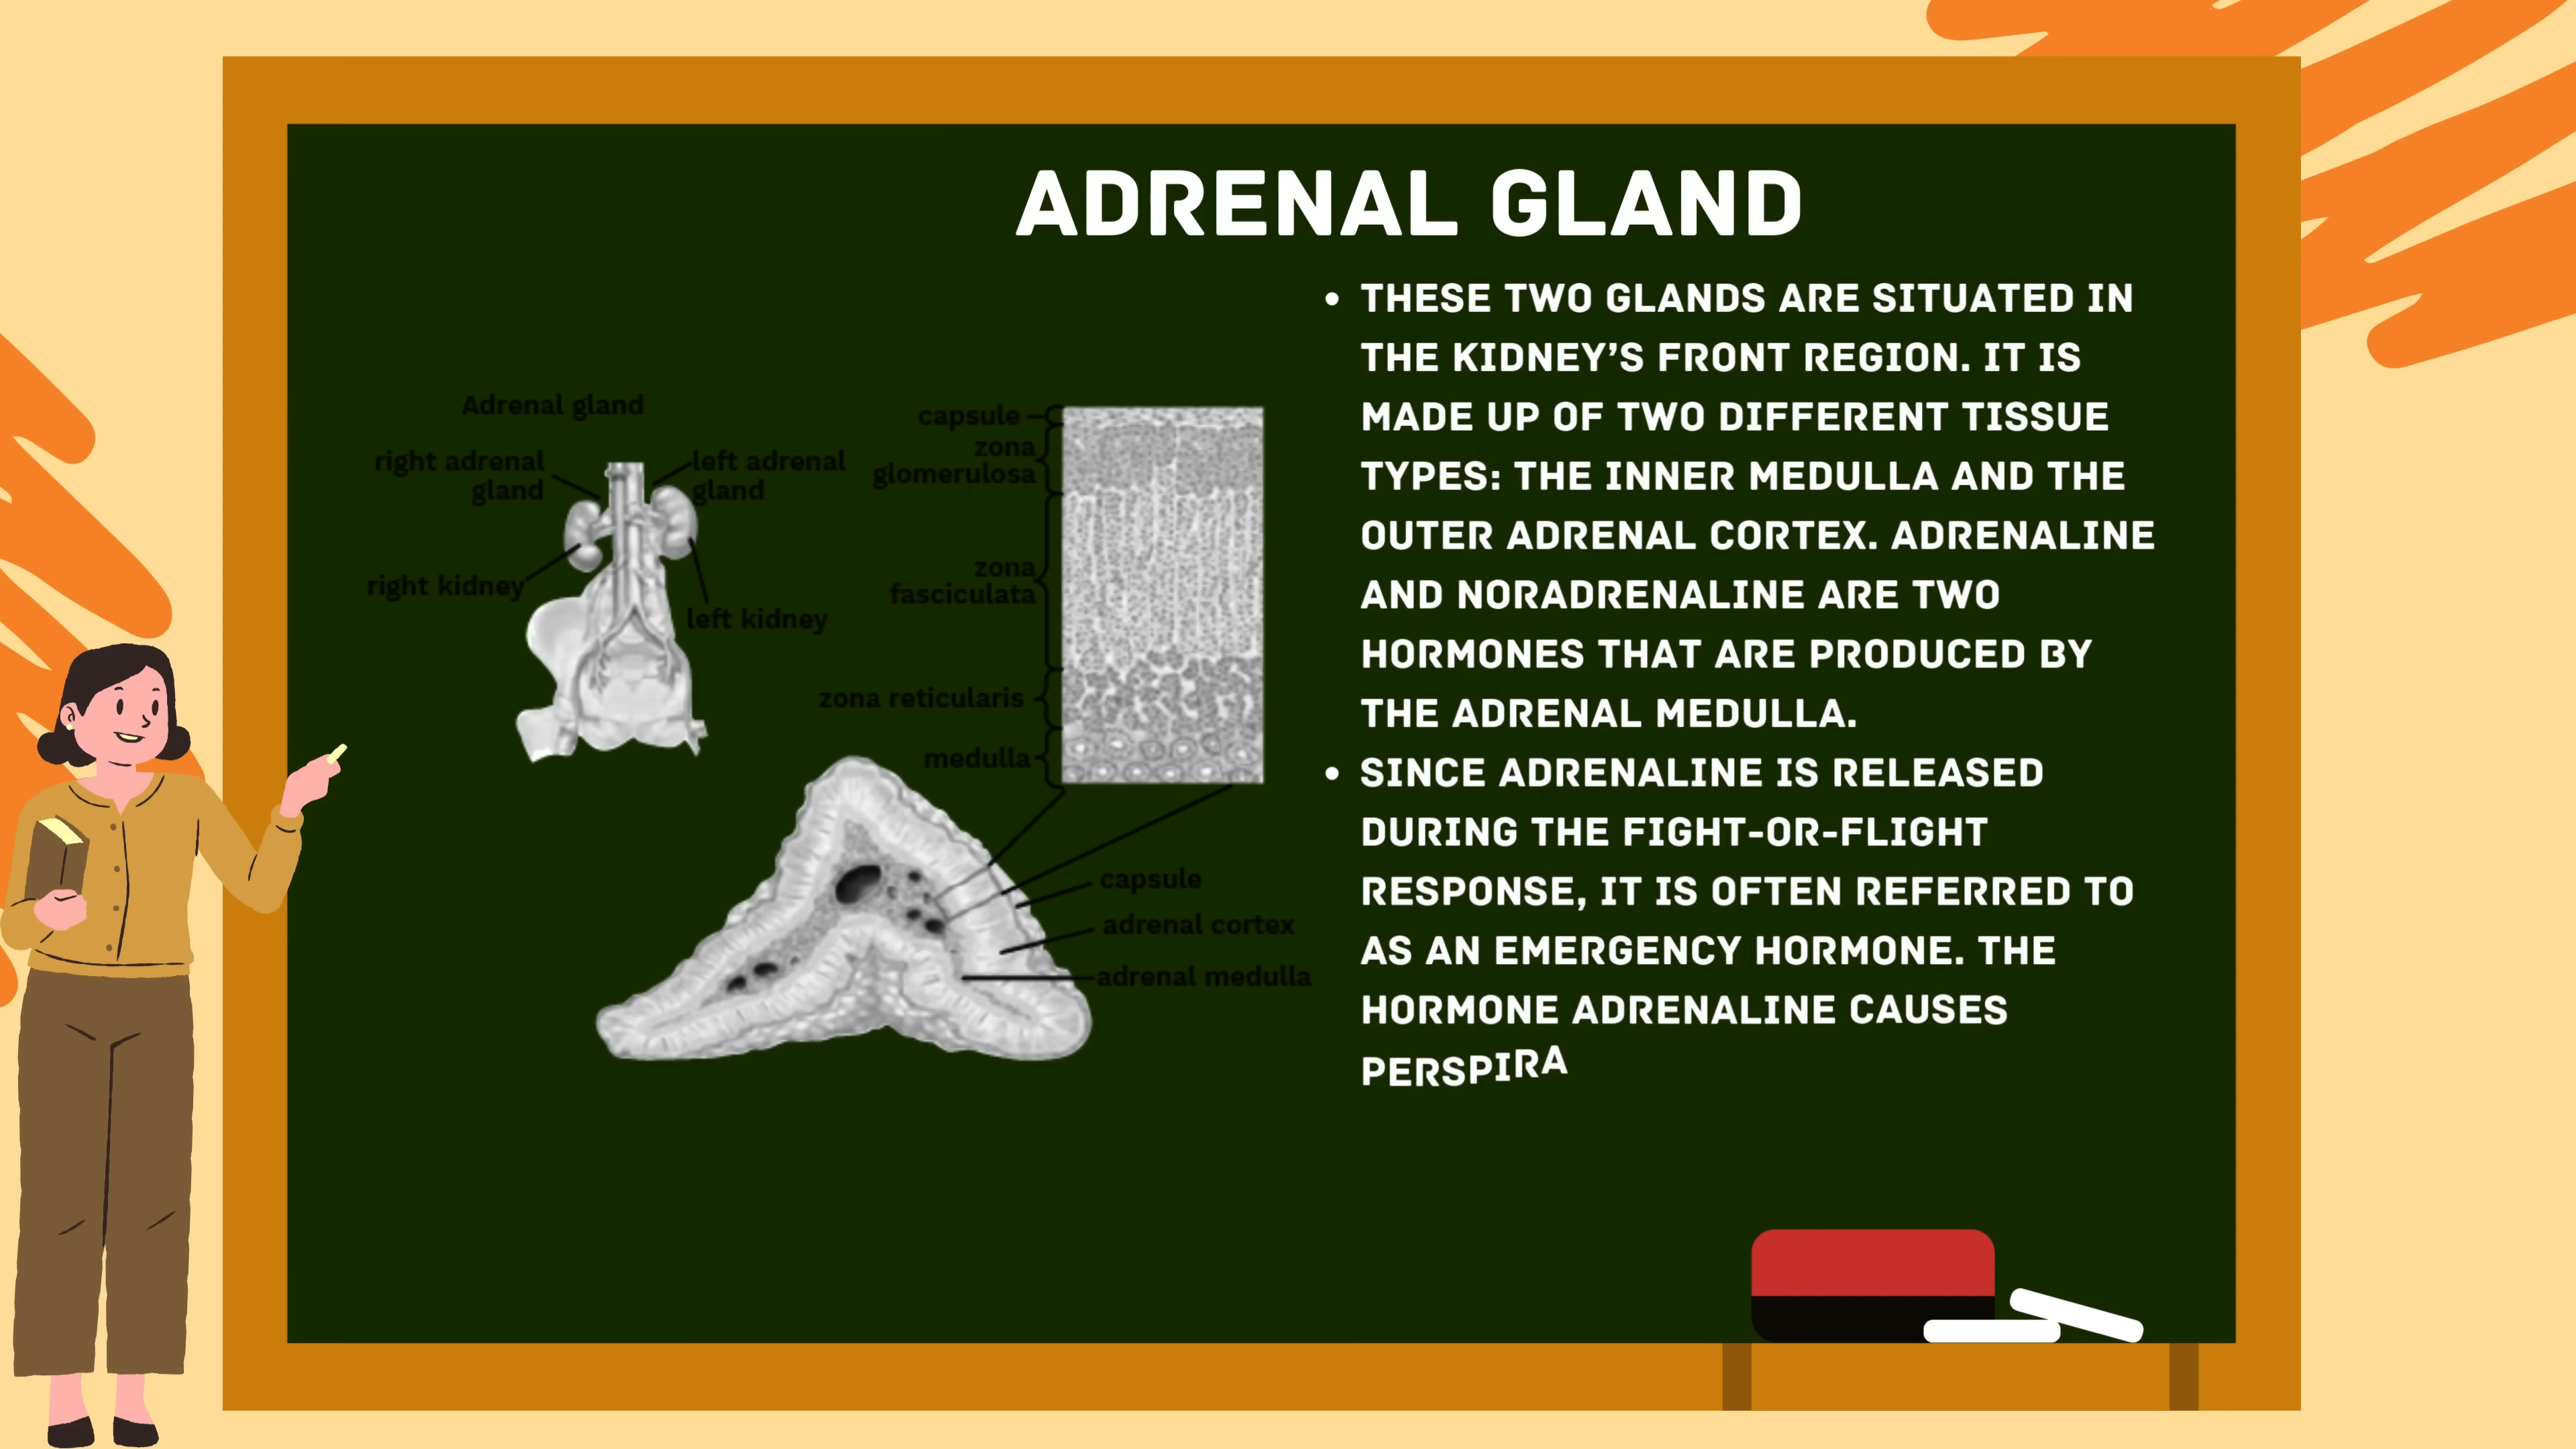 ADRENAL GLAND
Adrenal gland
right adrenal
gland
left adrenal
gland
right kidney
left kidney
capsule
zona
glomerulosa
zona
fasciculata
zona reticularis
medulla
capsule
adrenal cortex
adrenal medulla
• THESE TWO GLANDS ARE SITUATED IN
THE KIDNEY’S FRONT REGION. IT IS
MADE UP OF TWO DIFFERENT TISSUE
TYPES: THE INNER MEDULLA AND THE
OUTER ADRENAL CORTEX. ADRENALINE
AND NORADRENALINE ARE TWO
HORMONES THAT ARE PRODUCED BY
THE ADRENAL MEDULLA.
• SINCE ADRENALINE IS RELEASED
DURING THE FIGHT-OR-FLIGHT
RESPONSE, IT IS OFTEN REFERRED TO
AS AN EMERGENCY HORMONE. THE
HORMONE ADRENALINE CAUSES
PERSPIRA